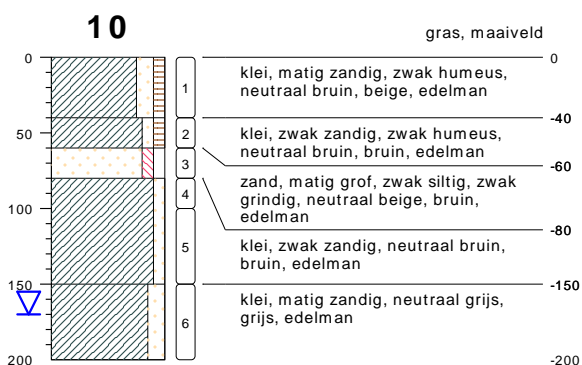 10
gras, maaiveld
0
0
klei, matig zandig, zwak humeus,
neutraal bruin, beige, edelman
1
-40
50
2
klei, zwak zandig, zwak humeus,
neutraal bruin, bruin, edelman
3
-60
zand, matig grof, zwak siltig, zwak
grindig, neutraal beige, bruin,
edelman
4
100
-80
klei, zwak zandig, neutraal bruin,
bruin, edelman
5
150
-150
klei, matig zandig, neutraal grijs,
grijs, edelman
6
200
-200